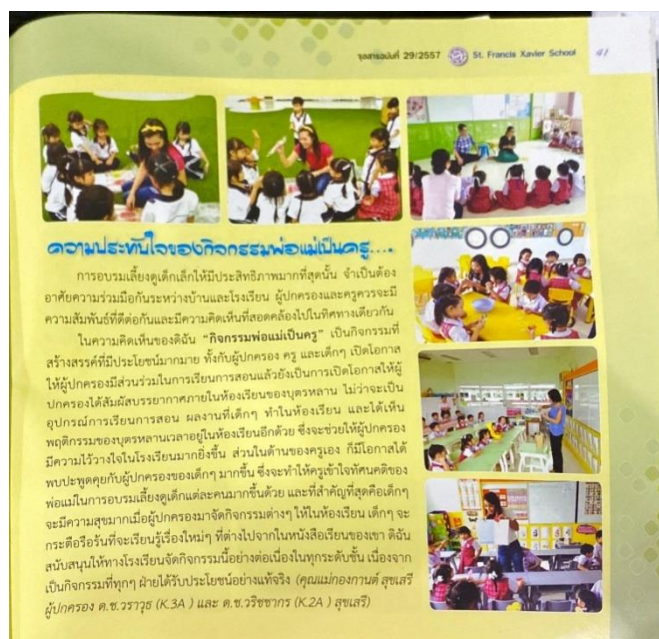 จุลสารฉบับที่ 29/2557 St. Francis Xavier School 41
ความประทับใจของกิจกรรมพ่อแม่เป็นครู....
การอบรมเลี้ยงดูเด็กเล็กให้มีประสิทธิภาพมากที่สุดนั้น จำเป็นต้อง
อาศัยความร่วมมือกันระหว่างบ้านและโรงเรียน ผู้ปกครองและครูควรจะมี
ความสัมพันธ์ที่ดีต่อกันและมีความคิดเห็นที่สอดคล้องไปในทิศทางเดียวกัน
ในความคิดเห็นของดิฉัน "กิจกรรมพ่อแม่เป็นครู" เป็นกิจกรรมที่
สร้างสรรค์ที่มีประโยชน์มากมาย ทั้งกับผู้ปกครอง ครู และเด็กๆ เปิดโอกาส
ให้ผู้ปกครองมีส่วนร่วมในการเรียนการสอนแล้วยังเป็นการเปิดโอกาสให้ผู้
ปกครองได้สัมผัสบรรยากาศภายในห้องเรียนของบุตรหลาน ไม่ว่าจะเป็น
อุปกรณ์การเรียนการสอน ผลงานที่เด็กๆ ทำในห้องเรียน และได้เห็น
พฤติกรรมของบุตรหลานเวลาอยู่ในห้องเรียนอีกด้วย ซึ่งจะช่วยให้ผู้ปกครอง
มีความไว้วางใจในโรงเรียนมากยิ่งขึ้น ส่วนในด้านของครูเอง ก็มีโอกาสได้
พบปะพูดคุยกับผู้ปกครองของเด็กๆ มากขึ้น ซึ่งจะทำให้ครูเข้าใจทัศนคติของ
พ่อแม่ในการอบรมเลี้ยงดูเด็กแต่ละคนมากขึ้นด้วย และที่สำคัญที่สุดคือเด็กๆ
จะมีความสุขมากเมื่อผู้ปกครองมาจัดกิจกรรมต่างๆ ให้ในห้องเรียน เด็กๆ จะ
กระตือรือร้นที่จะเรียนรู้เรื่องใหม่ๆ ที่ต่างไปจากในหนังสือเรียนของเขา ดิฉัน
สนับสนุนให้ทางโรงเรียนจัดกิจกรรมนี้อย่างต่อเนื่องในทุกระดับชั้น เนื่องจาก
เป็นกิจกรรมที่ทุกๆ ฝ่ายได้รับประโยชน์อย่างแท้จริง (คุณแม่กองกานต์ สุขเสรี
ผู้ปกครอง ด.ช.วราวุธ (K.3A ) และ ด.ช.วริชชากร (K.2A ) สุขเสรี)